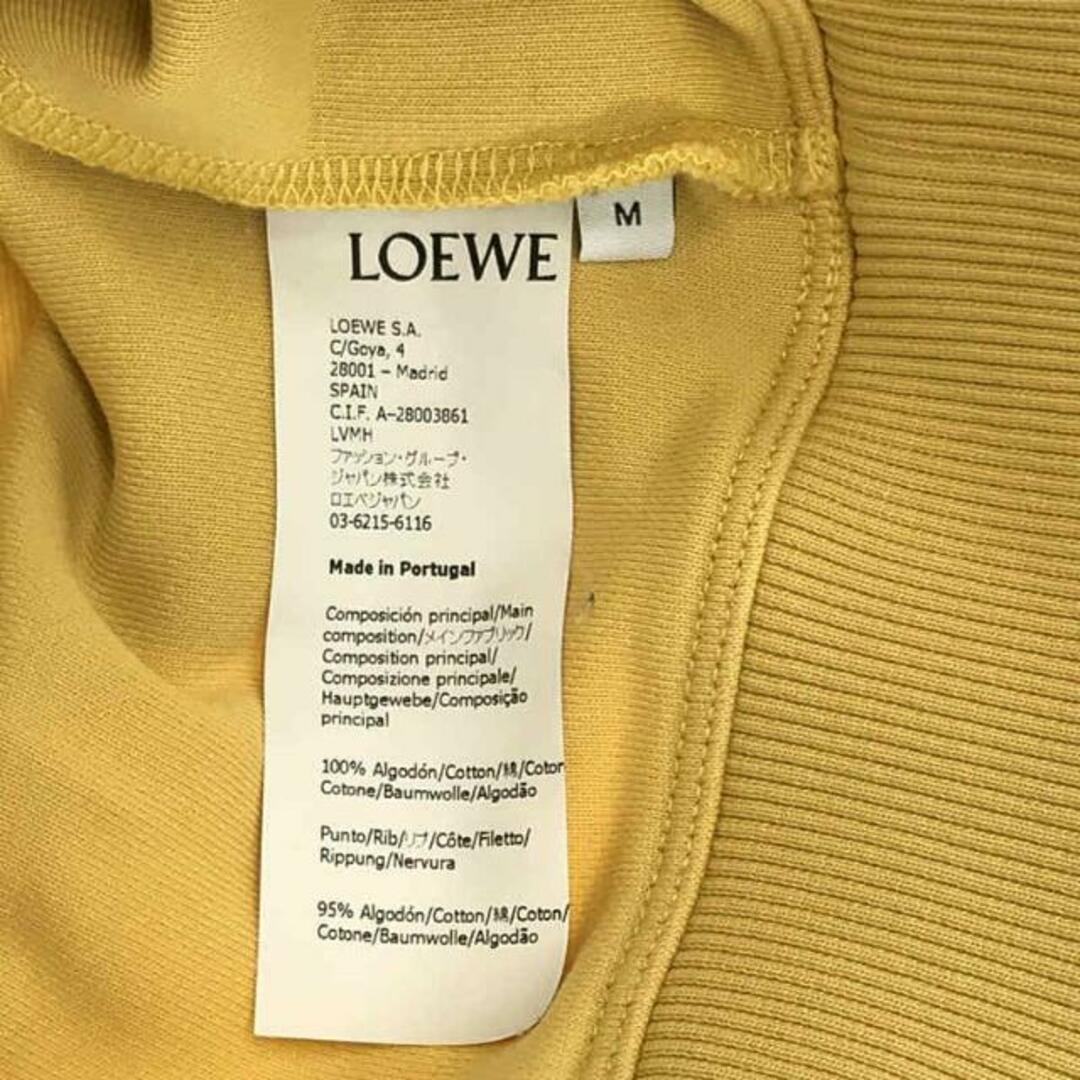 M
LOEWE
LOEWE S.A.
C/Goya, 4
28001 – Madrid
SPAIN
C.I.F. A-28003861
LVMH
ファッション・グループ・
ジャパン株式会社
ロエベジャパン
03-6215-6116
Made in Portugal
Composición principal/Main
composition/メインファブリック/
Composition principal/
Composizione principale/
Hauptgewebe/Composição
principal
100% Algodón/Cotton/綿/Coton
Cotone/Baumwolle/Algodão
Punto/Rib/リブ/Côte/Filetto/
Rippung/Nervura
95% Algodón/Cotton/綿/Coton/
Cotone/Baumwolle/Algodão